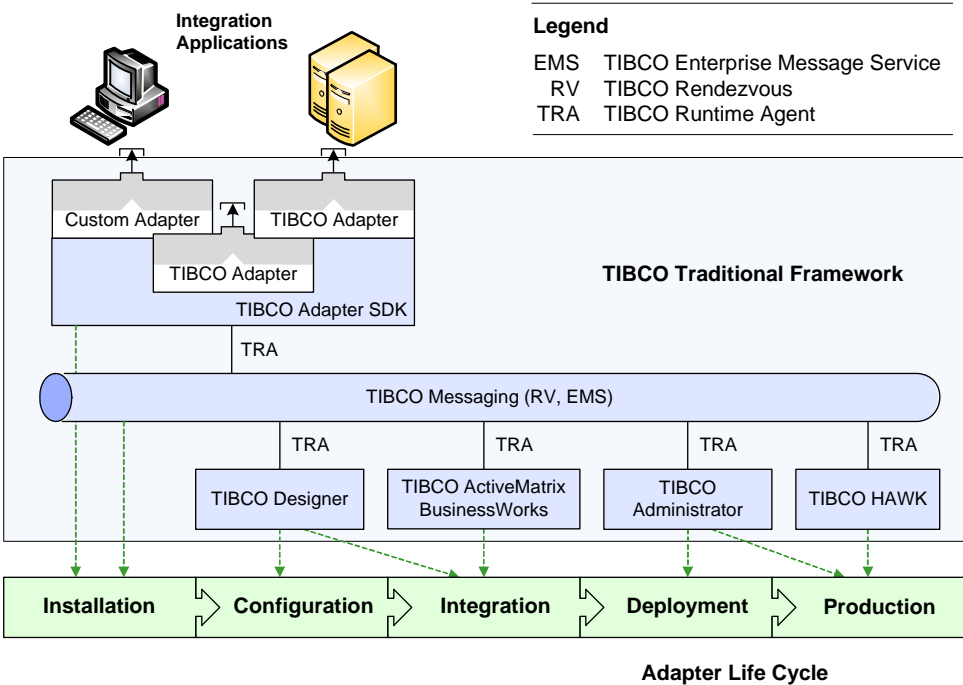 Integration
Applications
Legend
EMS TIBCO Enterprise Message Service
RV TIBCO Rendezvous
TRA TIBCO Runtime Agent
Custom Adapter
TIBCO Adapter
TIBCO Adapter
TIBCO Adapter SDK
TIBCO Traditional Framework
TRA
TIBCO Messaging (RV, EMS)
TRA
TRA
TRA
TRA
TIBCO Designer
TIBCO ActiveMatrix
BusinessWorks
TIBCO
Administrator
TIBCO HAWK
Installation
Configuration
Integration
Deployment
Production
Adapter Life Cycle